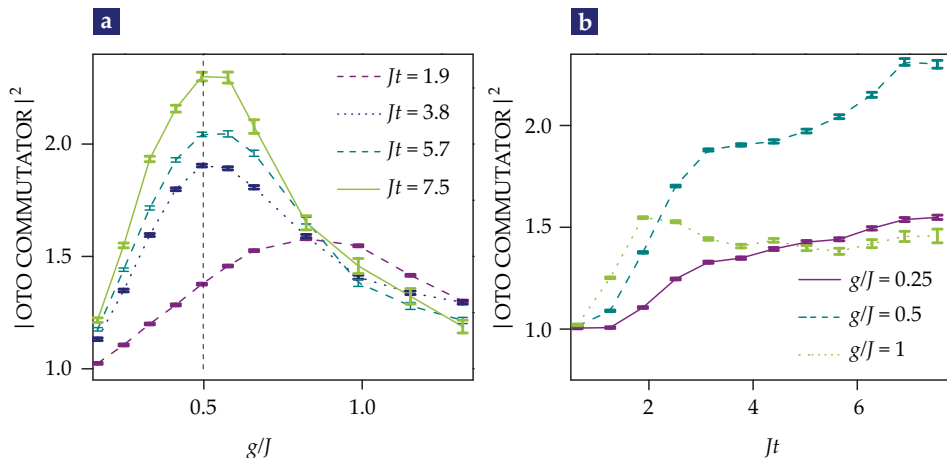 a
| OTO COMMUTATOR |²
2.0
1.5
1.0
0.5
1.0
g/J
Jt = 1.9
Jt = 3.8
Jt = 5.7
Jt = 7.5
b
| OTO COMMUTATOR |²
2.0
1.5
1.0
2
4
6
Jt
g/J = 0.25
g/J = 0.5
g/J = 1